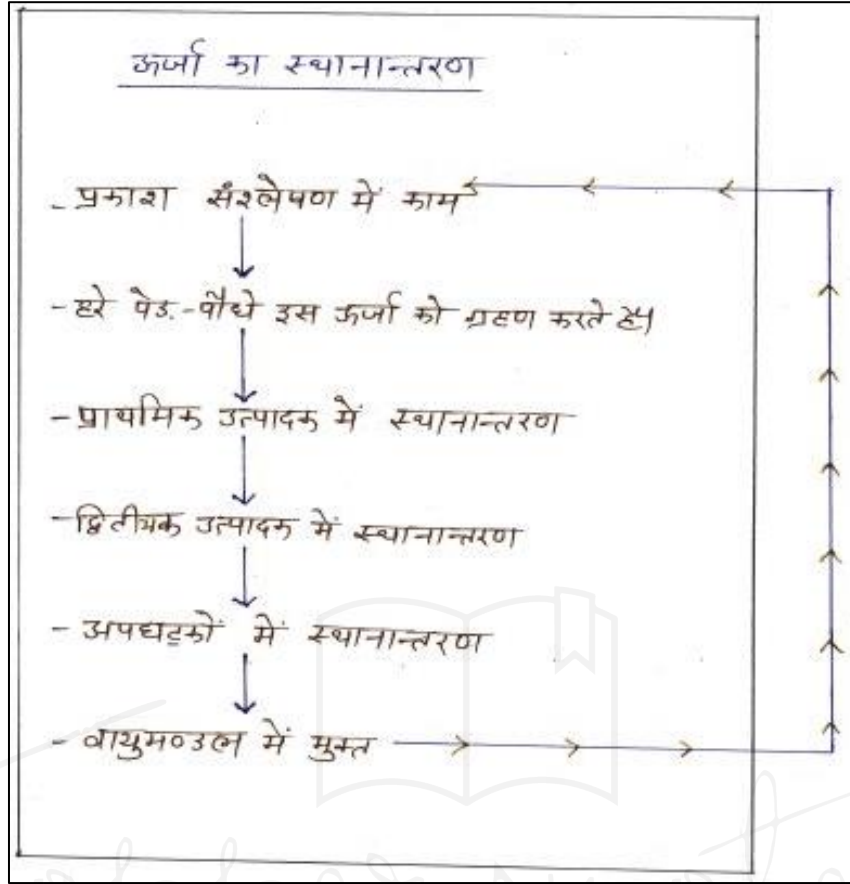 ऊर्जा का स्थानान्तरण
- प्रकाश संश्लेषण में काम
- हरे पेड़-पौधे इस ऊर्जा को ग्रहण करते हैं।
- प्राथमिक उत्पादक में स्थानान्तरण
- द्वितीयक उत्पादक में स्थानान्तरण
- अपघटकों में स्थानान्तरण
- वायुमण्डल में मुक्त